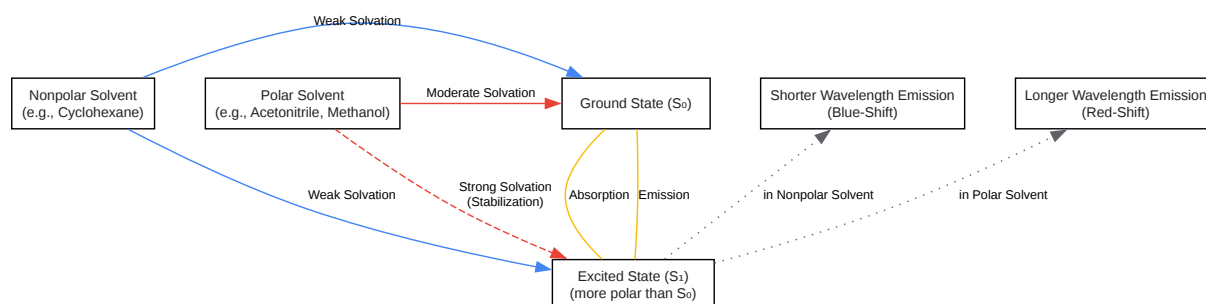 Weak Solvation
Nonpolar Solvent
(e.g., Cyclohexane)
Polar Solvent
(e.g., Acetonitrile, Methanol)
Moderate Solvation
Ground State (S₀)
Shorter Wavelength Emission
(Blue-Shift)
Longer Wavelength Emission
(Red-Shift)
Weak Solvation
Strong Solvation
(Stabilization)
Absorption
Emission
in Nonpolar Solvent
in Polar Solvent
Excited State (S₁)
(more polar than S₀)